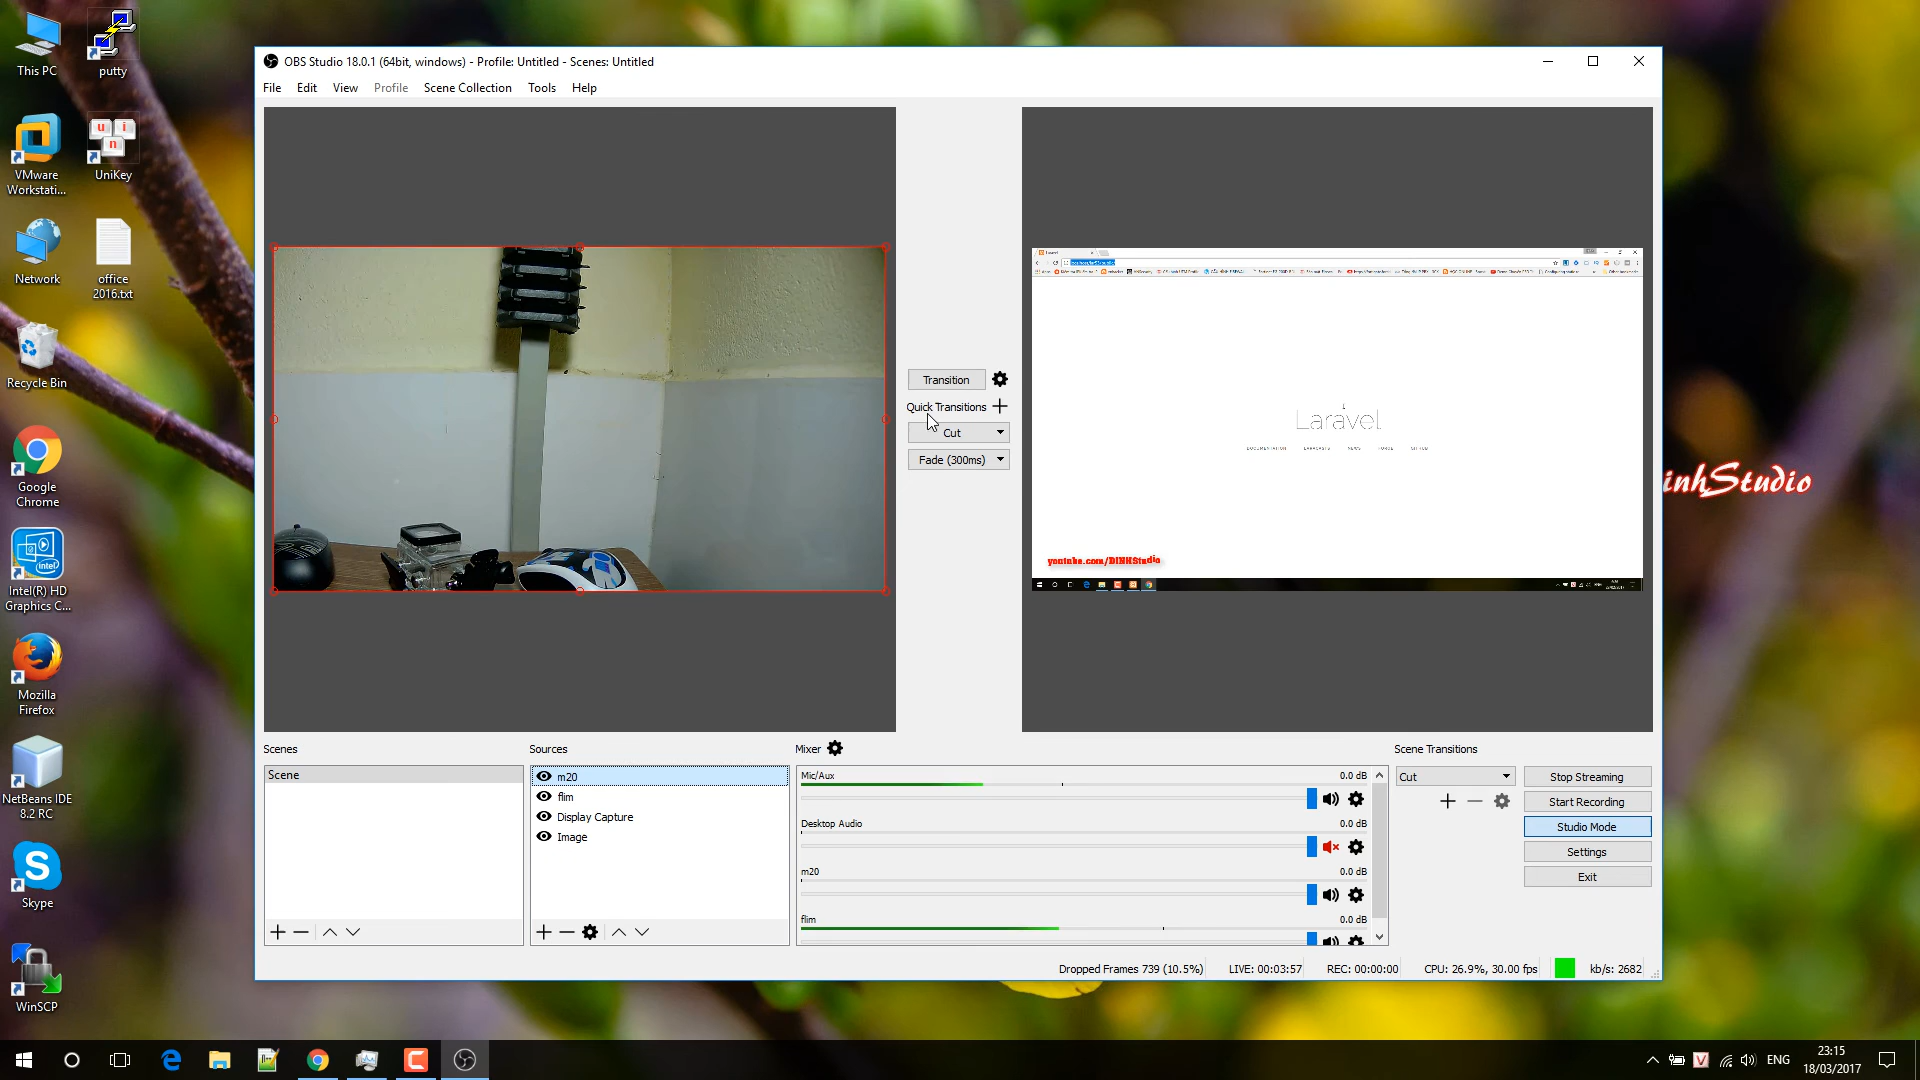 This PC
putty
VMware
Workstati...
UniKey
Network
office
2016.txt
Recycle Bin
Google
Chrome
Intel(R) HD
Graphics C...
Mozilla
Firefox
NetBeans IDE
8.2 RC
Skype
WinSCP
OBS Studio 18.0.1 (64bit, windows) - Profile: Untitled - Scenes: Untitled
File Edit View Profile Scene Collection Tools Help
Transition
Quick Transitions
Cut
Fade (300ms)
Laravel
DOCUMENTATION LARACASTS NEWS FORGE GITHUB
youtube.com/DINHStudio
inhStudio
Scenes
Scene
Sources
m20
flim
Display Capture
Image
Mixer
Mic/Aux 0.0 dB
Desktop Audio 0.0 dB
m20 0.0 dB
flim 0.0 dB
Scene Transitions
Cut
Stop Streaming
Start Recording
Studio Mode
Settings
Exit
Dropped Frames 739 (10.5%) LIVE: 00:03:57 REC: 00:00:00 CPU: 26.9%, 30.00 fps kb/s: 2682
ENG
23:15
18/03/2017